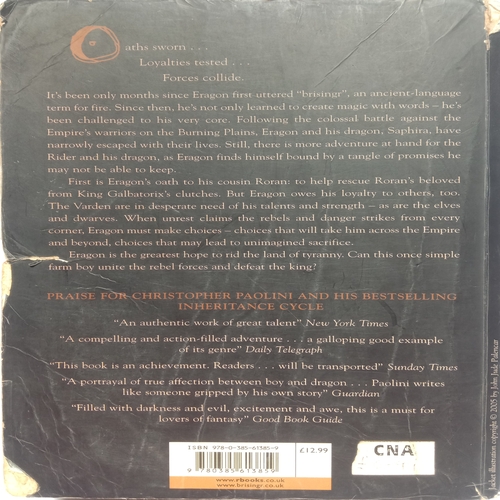 Oaths sworn . . .
Loyalties tested . . .
Forces collide.
It's been only months since Eragon first uttered "brisingr", an ancient-language
term for fire. Since then, he's not only learned to create magic with words – he's
been challenged to his very core. Following the colossal battle against the
Empire's warriors on the Burning Plains, Eragon and his dragon, Saphira, have
narrowly escaped with their lives. Still, there is more adventure at hand for the
Rider and his dragon, as Eragon finds himself bound by a tangle of promises he
may not be able to keep.
First is Eragon's oath to his cousin Roran: to help rescue Roran's beloved
from King Galbatorix's clutches. But Eragon owes his loyalty to others, too.
The Varden are in desperate need of his talents and strength – as are the elves
and dwarves. When unrest claims the rebels and danger strikes from every
corner, Eragon must make choices – choices that will take him across the Empire
and beyond, choices that may lead to unimagined sacrifice.
Eragon is the greatest hope to rid the land of tyranny. Can this once simple
farm boy unite the rebel forces and defeat the king?
PRAISE FOR CHRISTOPHER PAOLINI AND HIS BESTSELLING
INHERITANCE CYCLE
"An authentic work of great talent" New York Times
"A compelling and action-filled adventure . . . a galloping good example
of its genre" Daily Telegraph
"This book is an achievement. Readers . . . will be transported" Sunday Times
"A portrayal of true affection between boy and dragon . . . Paolini writes
like someone gripped by his own story" Guardian
"Filled with darkness and evil, excitement and awe, this is a must for
lovers of fantasy" Good Book Guide
ISBN 978-0-385-61385-9
£12.99
9 780385 613859
www.rbooks.co.uk
www.brisingr.co.uk
CNA
Jacket illustration copyright © 2005 by John Jude Palencar